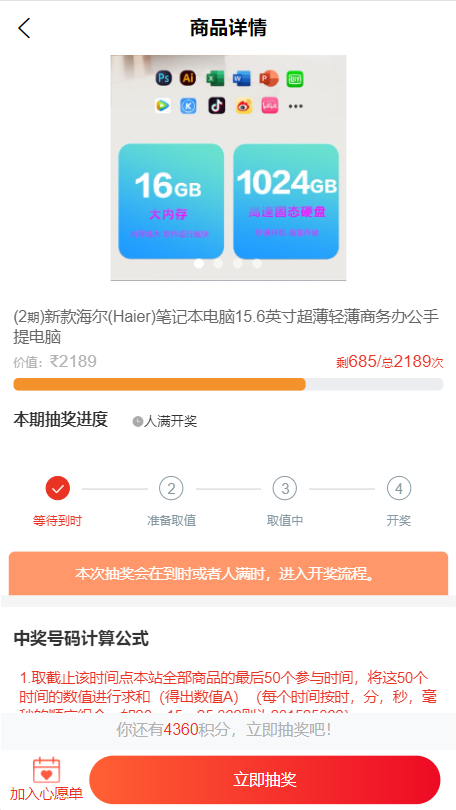 商品详情
Ps Ai X W P DIY
K LaLa
16GB
1024GB
大内存
高速固态硬盘
(2期)新款海尔(Haier)笔记本电脑15.6英寸超薄轻薄商务办公手
提电脑
价值：₹2189
剩685/总2189次
本期抽奖进度
人满开奖
2
3
4
等待到时
准备取值
取值中
开奖
本次抽奖会在到时或者人满时，进入开奖流程。
中奖号码计算公式
1.取截止该时间点本站全部商品的最后50个参与时间，将这50个
时间的数值进行求和（得出数值A）（每个时间按时，分，秒，毫
你还有4360积分，立即抽奖吧！
加入心愿单
立即抽奖